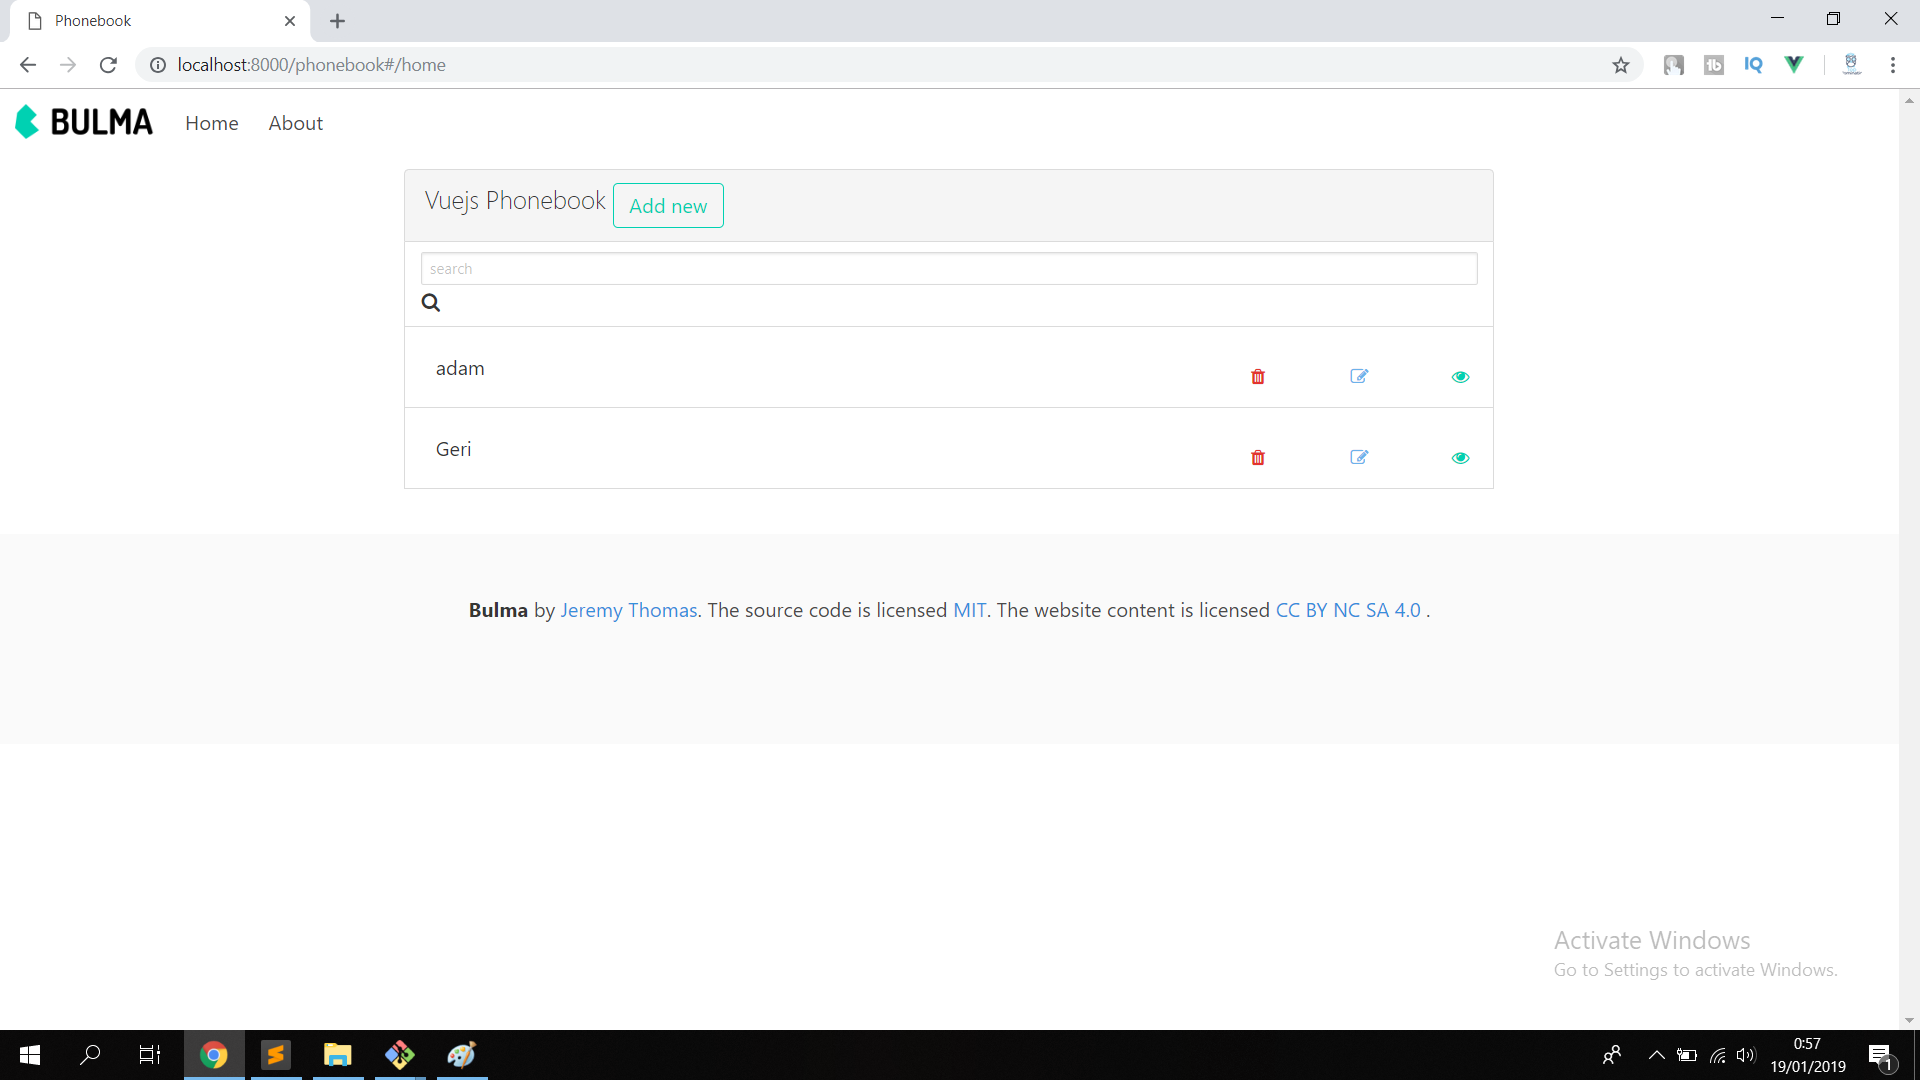 Phonebook
localhost:8000/phonebook#/home
IQ
BULMA Home About
Vuejs Phonebook Add new
search
adam
Geri
Bulma by Jeremy Thomas. The source code is licensed MIT. The website content is licensed CC BY NC SA 4.0 .
Activate Windows
Go to Settings to activate Windows.
0:57
19/01/2019
1